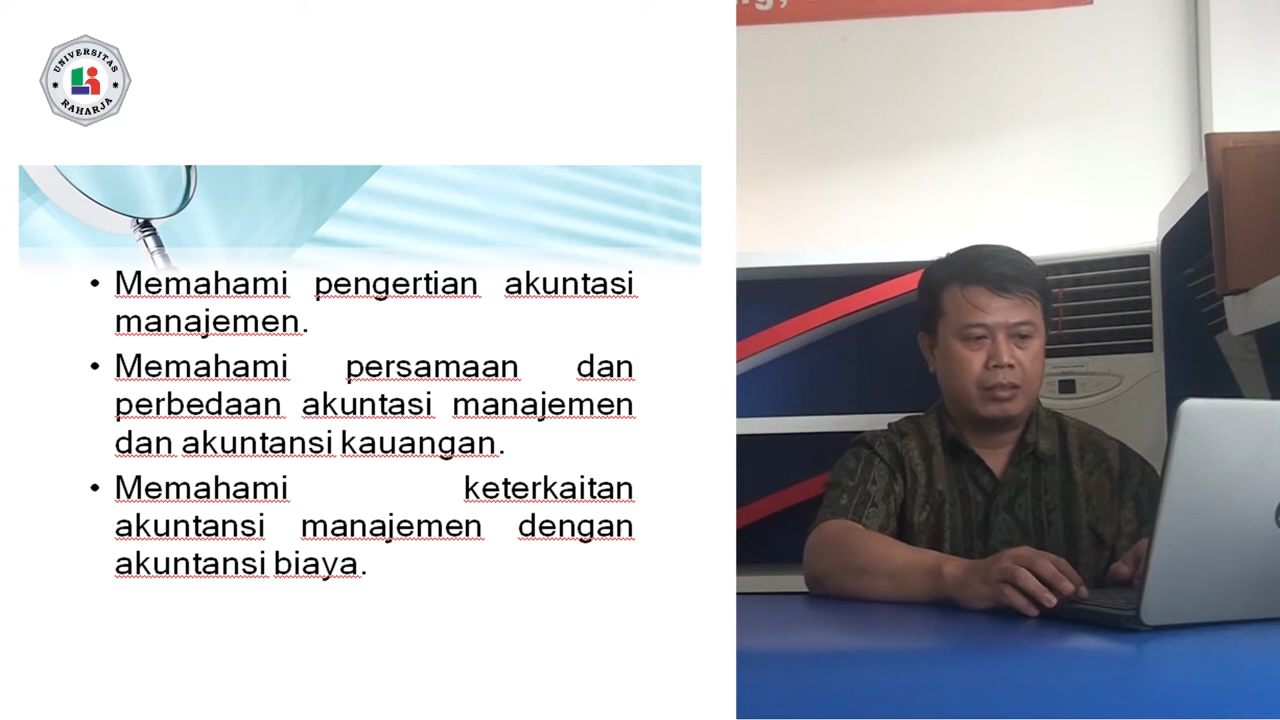 UNIVERSITAS
RAHARJA
• Memahami pengertian akuntasi
manajemen.
• Memahami persamaan dan
perbedaan akuntasi manajemen
dan akuntansi kauangan.
• Memahami keterkaitan
akuntansi manajemen dengan
akuntansi biaya.